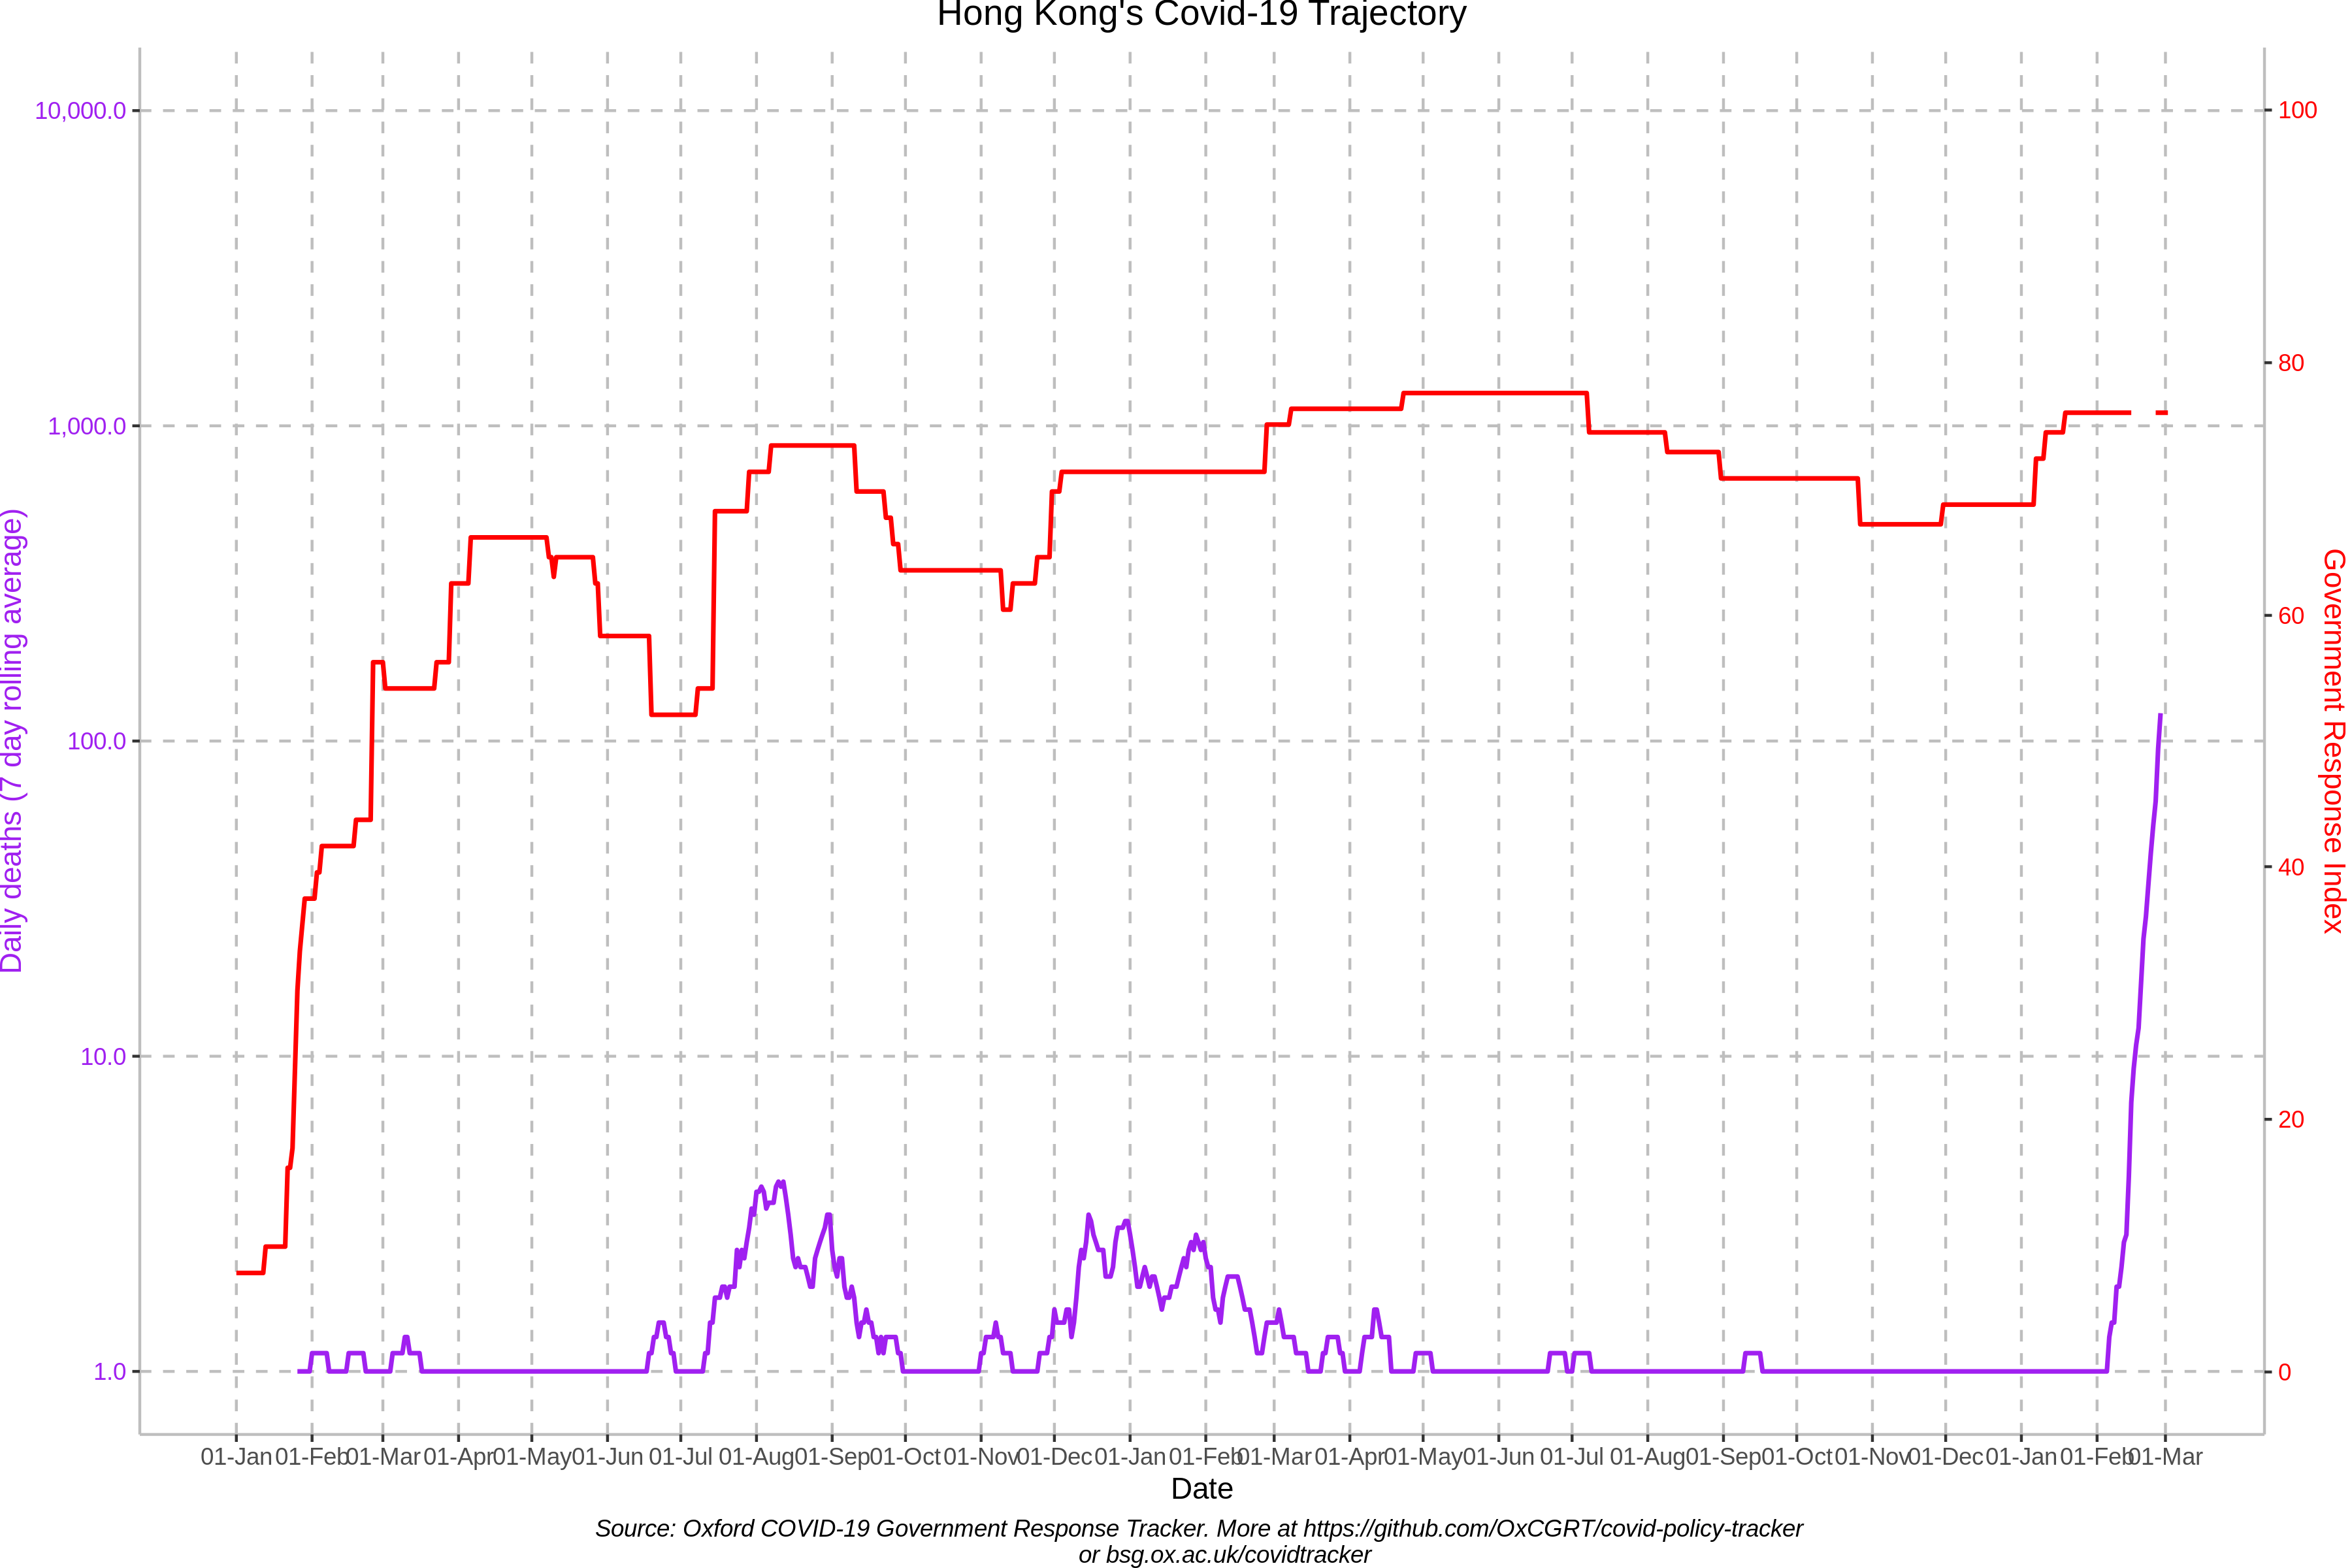 Hong Kong's Covid-19 Trajectory
10,000.0
1,000.0
100.0
10.0
1.0
Daily deaths (7 day rolling average)
100
80
60
40
20
0
Government Response Index
01-Jan 01-Feb 01-Mar 01-Apr 01-May 01-Jun 01-Jul 01-Aug 01-Sep 01-Oct 01-Nov 01-Dec 01-Jan 01-Feb 01-Mar 01-Apr 01-May 01-Jun 01-Jul 01-Aug 01-Sep 01-Oct 01-Nov 01-Dec 01-Jan 01-Feb 01-Mar
Date
Source: Oxford COVID-19 Government Response Tracker. More at https://github.com/OxCGRT/covid-policy-tracker
or bsg.ox.ac.uk/covidtracker